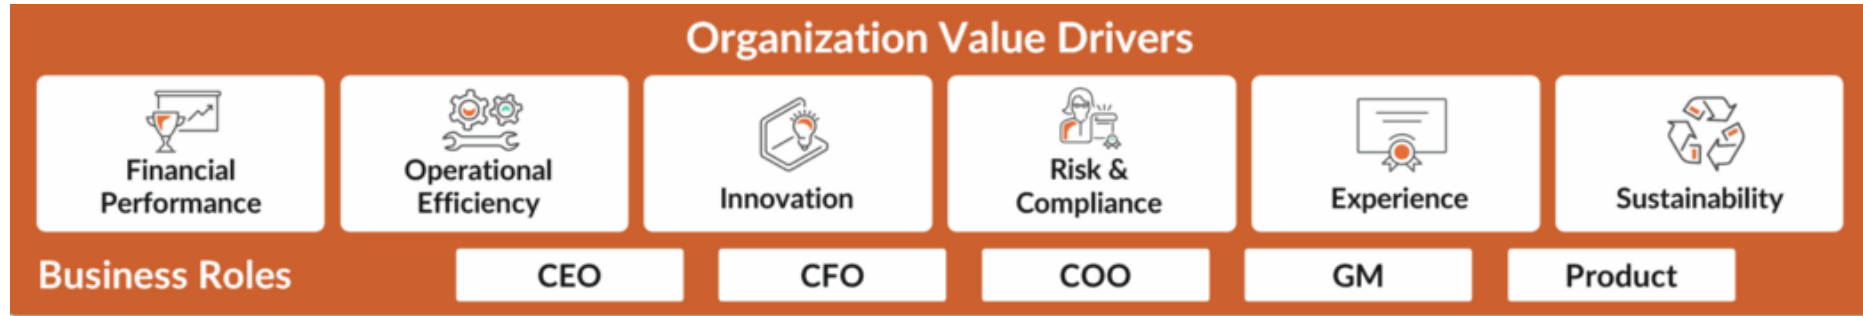 Organization Value Drivers
Financial
Performance
Operational
Efficiency
Innovation
Risk &
Compliance
Experience
Sustainability
Business Roles
CEO
CFO
COO
GM
Product